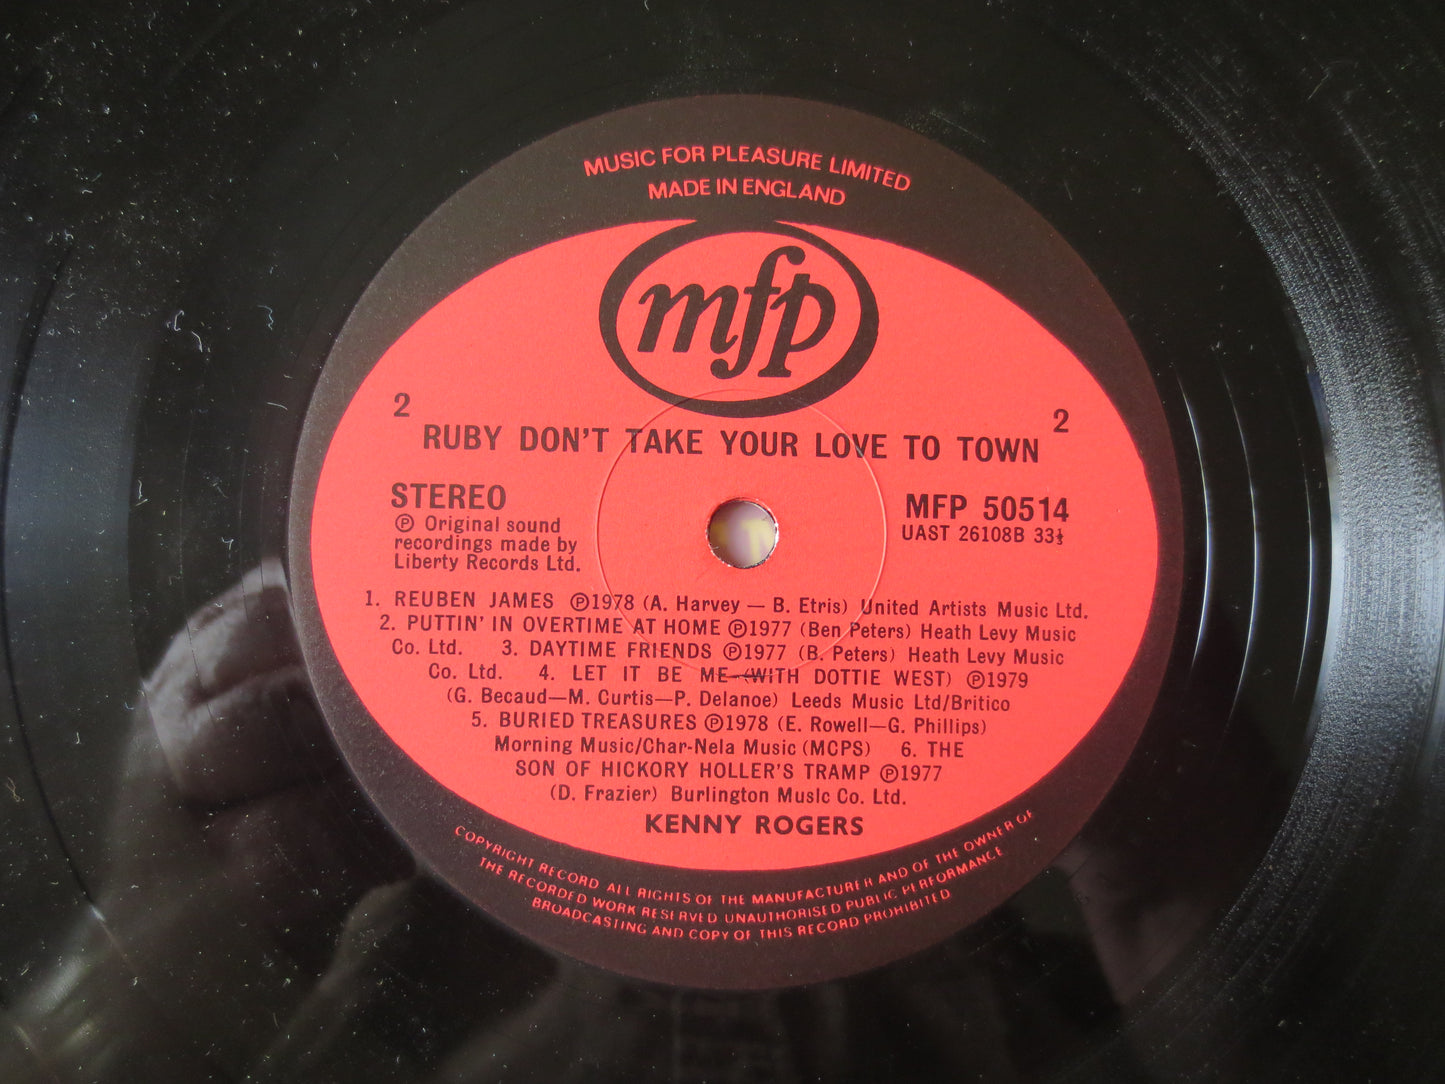 MUSIC FOR PLEASURE LIMITED
MADE IN ENGLAND
mfp
2 2
RUBY DON'T TAKE YOUR LOVE TO TOWN
STEREO
℗ Original sound
recordings made by
Liberty Records Ltd.
MFP 50514
UAST 26108B 33⅓
1. REUBEN JAMES ℗1978 (A. Harvey — B. Etris) United Artists Music Ltd.
2. PUTTIN' IN OVERTIME AT HOME ℗1977 (Ben Peters) Heath Levy Music
Co. Ltd. 3. DAYTIME FRIENDS ℗1977 (B. Peters) Heath Levy Music
Co. Ltd. 4. LET IT BE ME (WITH DOTTIE WEST) ℗1979
(G. Becaud—M. Curtis—P. Delanoe) Leeds Music Ltd/Britico
5. BURIED TREASURES ℗1978 (E. Rowell—G. Phillips)
Morning Music/Char-Nela Music (MCPS) 6. THE
SON OF HICKORY HOLLER'S TRAMP ℗1977
(D. Frazier) Burlington Music Co. Ltd.
KENNY ROGERS
COPYRIGHT RECORD ALL RIGHTS OF THE MANUFACTURER AND OF THE OWNER OF
THE RECORDED WORK RESERVED UNAUTHORISED PUBLIC PERFORMANCE
BROADCASTING AND COPY OF THIS RECORD PROHIBITED